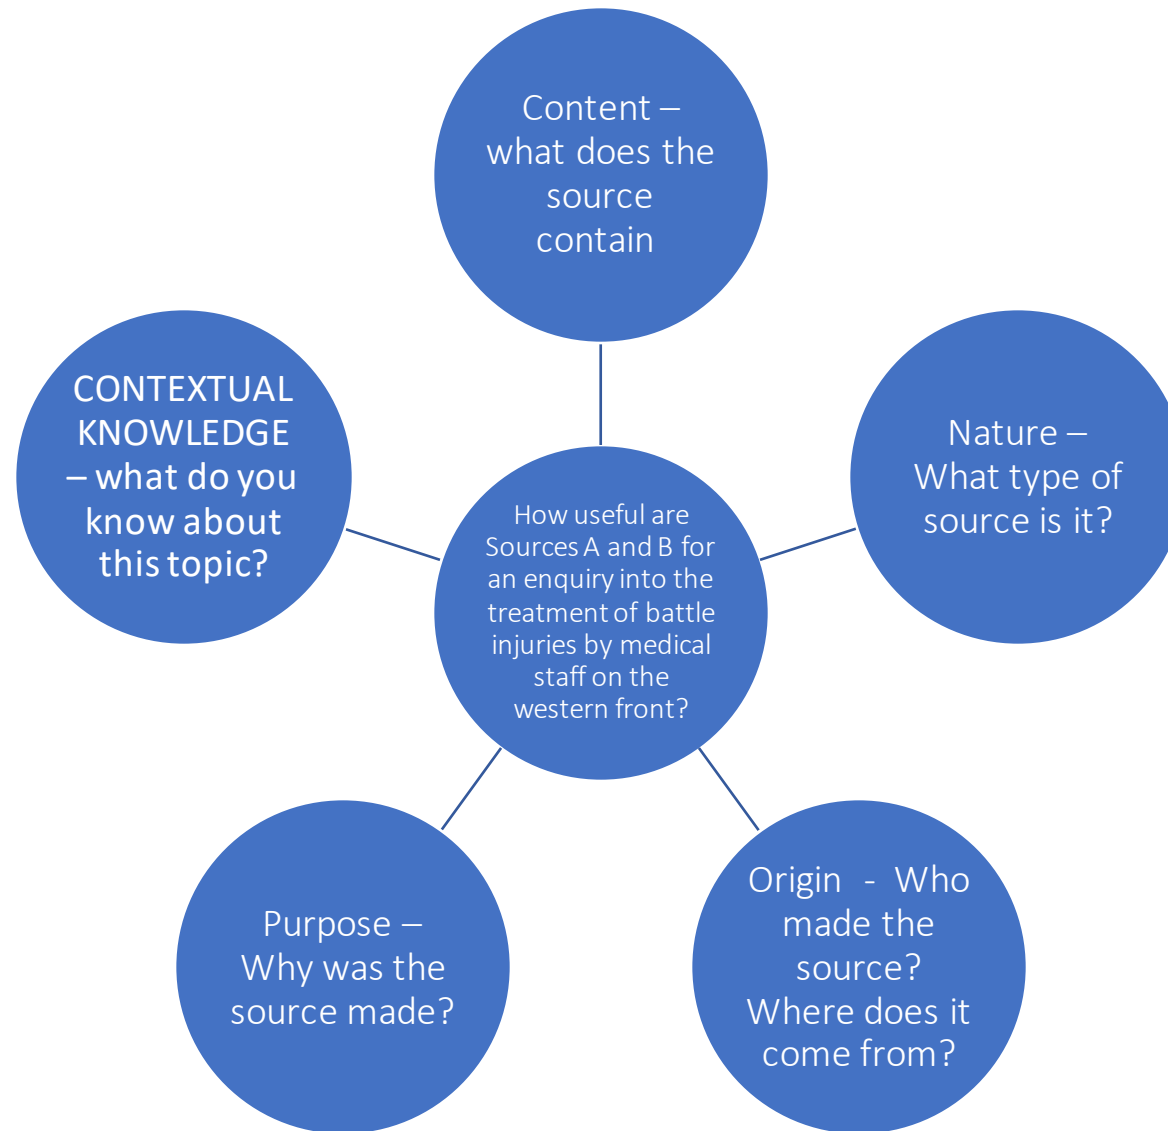 Content –
what does the
source
contain
CONTEXTUAL
KNOWLEDGE
– what do you
know about
this topic?
Nature –
What type of
source is it?
How useful are
Sources A and B for
an enquiry into the
treatment of battle
injuries by medical
staff on the
western front?
Purpose –
Why was the
source made?
Origin - Who
made the
source?
Where does it
come from?